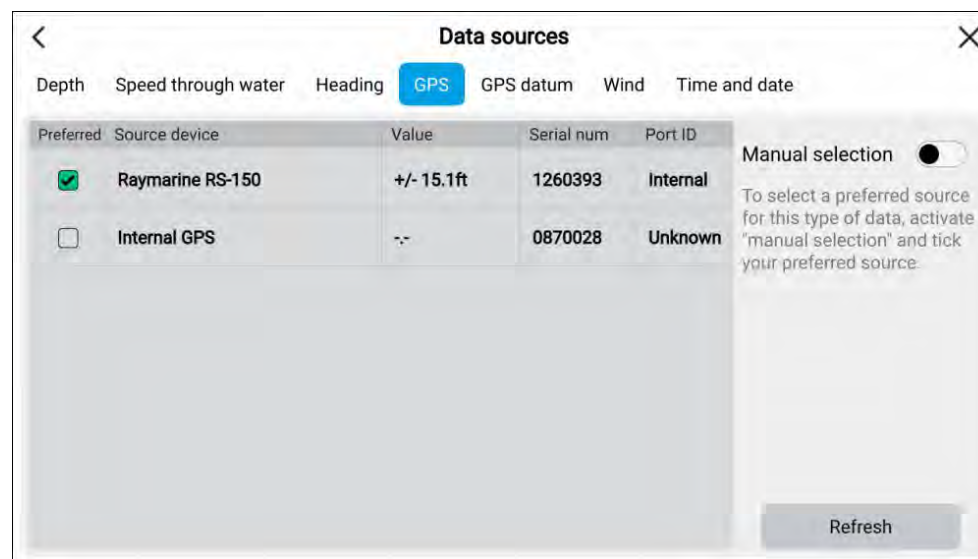 Data sources
Depth Speed through water Heading GPS GPS datum Wind Time and date
Preferred Source device Value Serial num Port ID
Raymarine RS-150 +/- 15.1ft 1260393 Internal
Internal GPS -.- 0870028 Unknown
Manual selection
To select a preferred source
for this type of data, activate
"manual selection" and tick
your preferred source.
Refresh